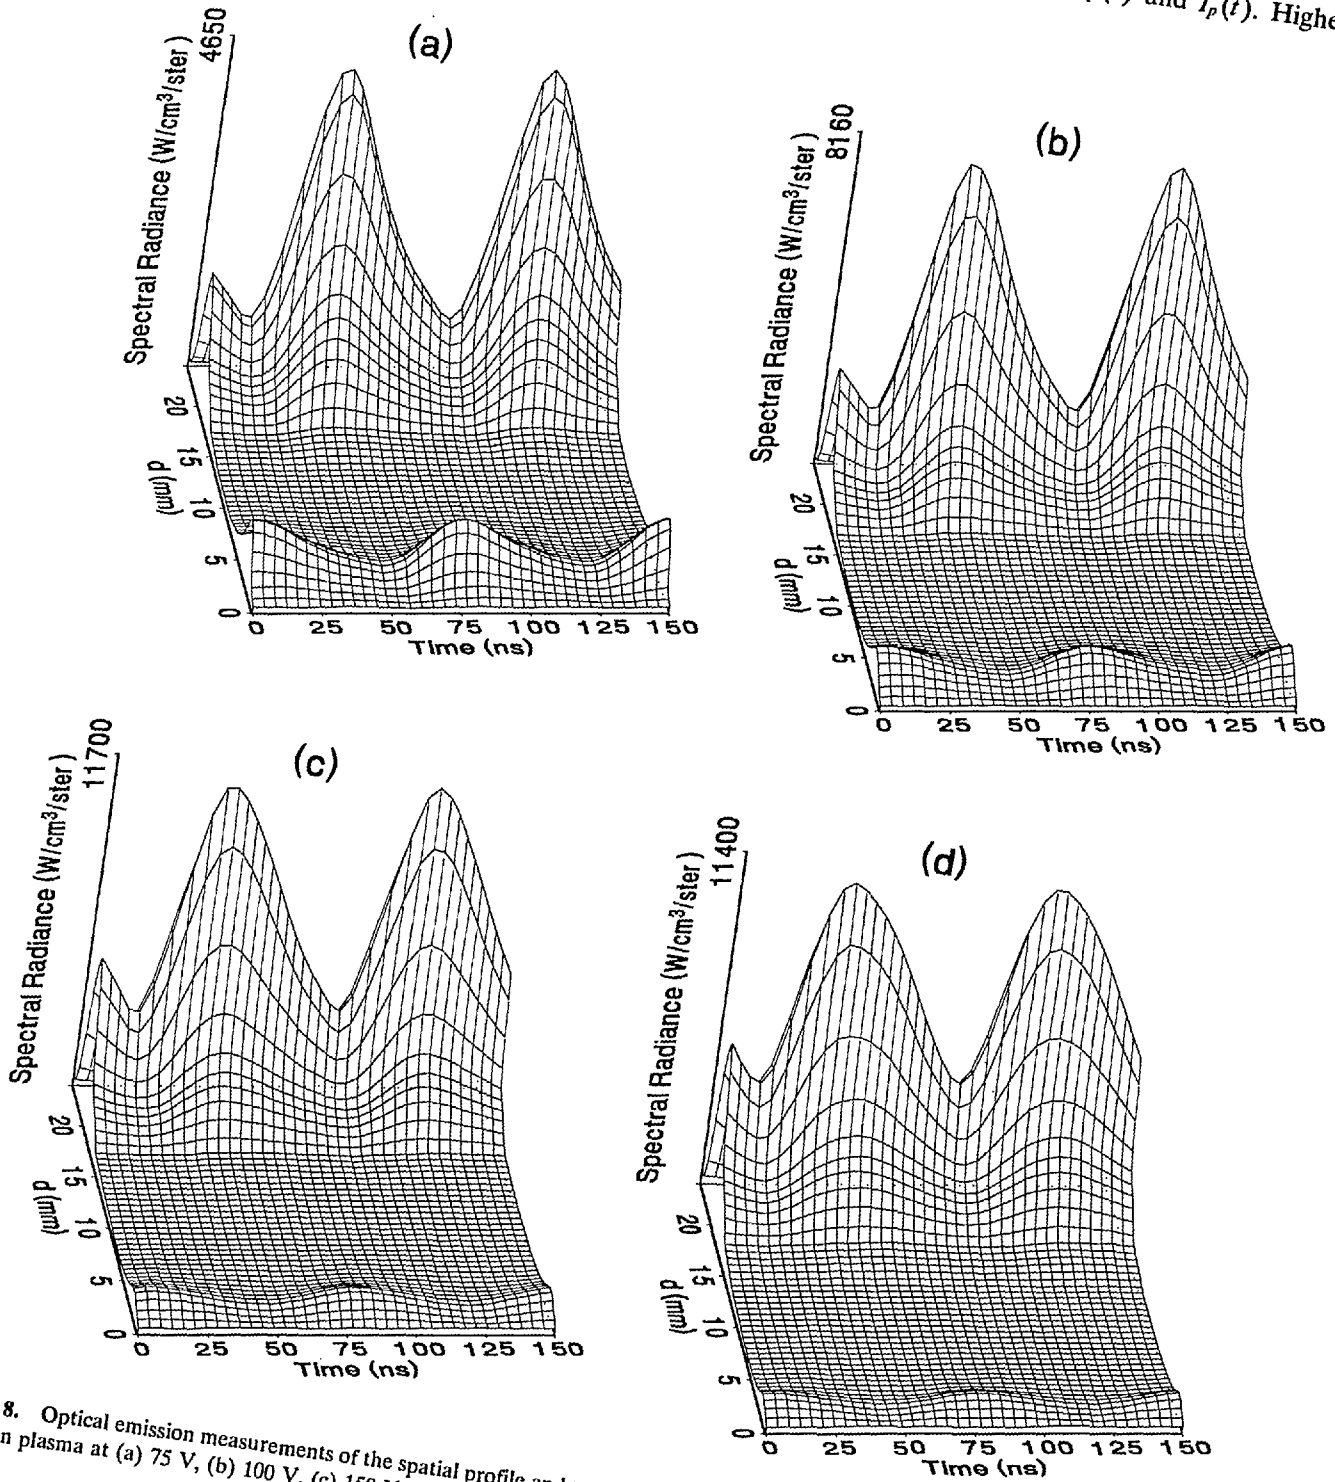 and I_p(t). Highe
(a)
4650
Spectral Radiance (W/cm³/ster)
20
15
10
5
0
d (mm)
0 25 50 75 100 125 150
Time (ns)
(b)
8160
Spectral Radiance (W/cm³/ster)
20
15
10
5
0
d (mm)
0 25 50 75 100 125 150
Time (ns)
(c)
11700
Spectral Radiance (W/cm³/ster)
20
15
10
5
0
d (mm)
0 25 50 75 100 125 150
Time (ns)
(d)
11400
Spectral Radiance (W/cm³/ster)
20
15
10
5
0
d (mm)
0 25 50 75 100 125 150
Time (ns)
8. Optical emission measurements of the spatial profile
n plasma at (a) 75 V, (b) 100 V, (c)